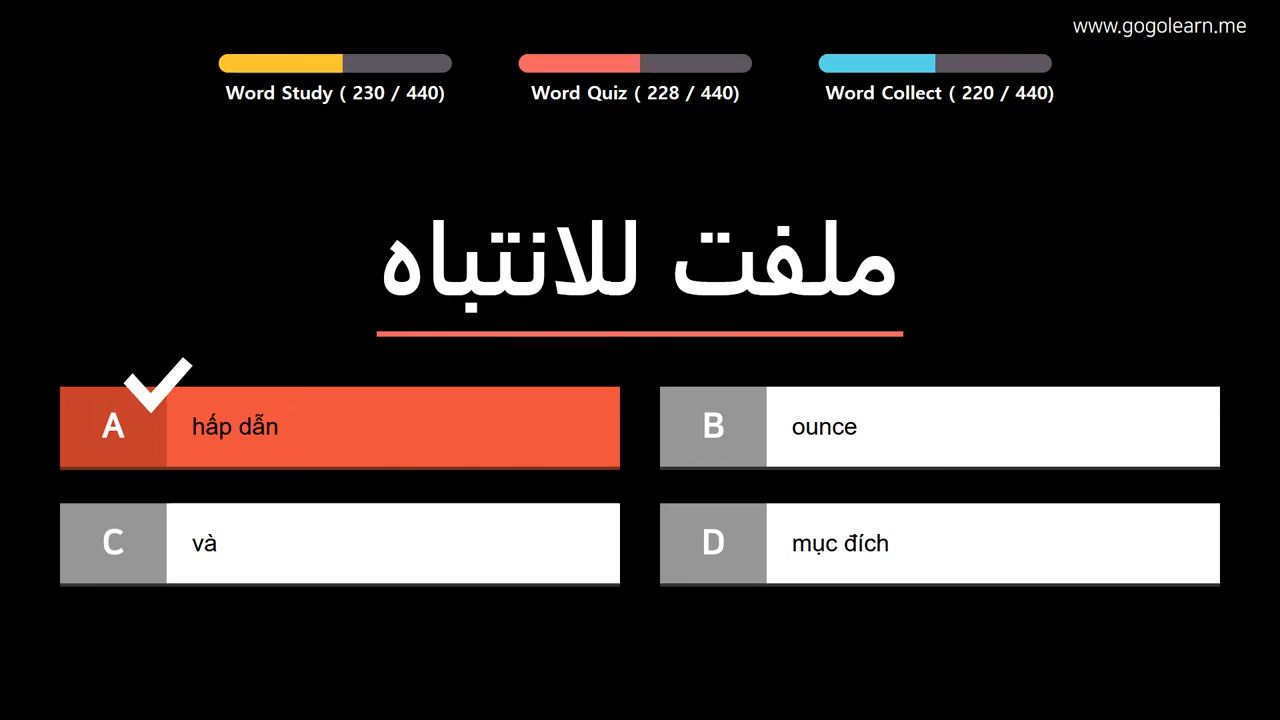 www.gogolearn.me
Word Study ( 230 / 440)
Word Quiz ( 228 / 440)
Word Collect ( 220 / 440)
ملفت للانتباه
A hấp dẫn
B ounce
C và
D mục đích